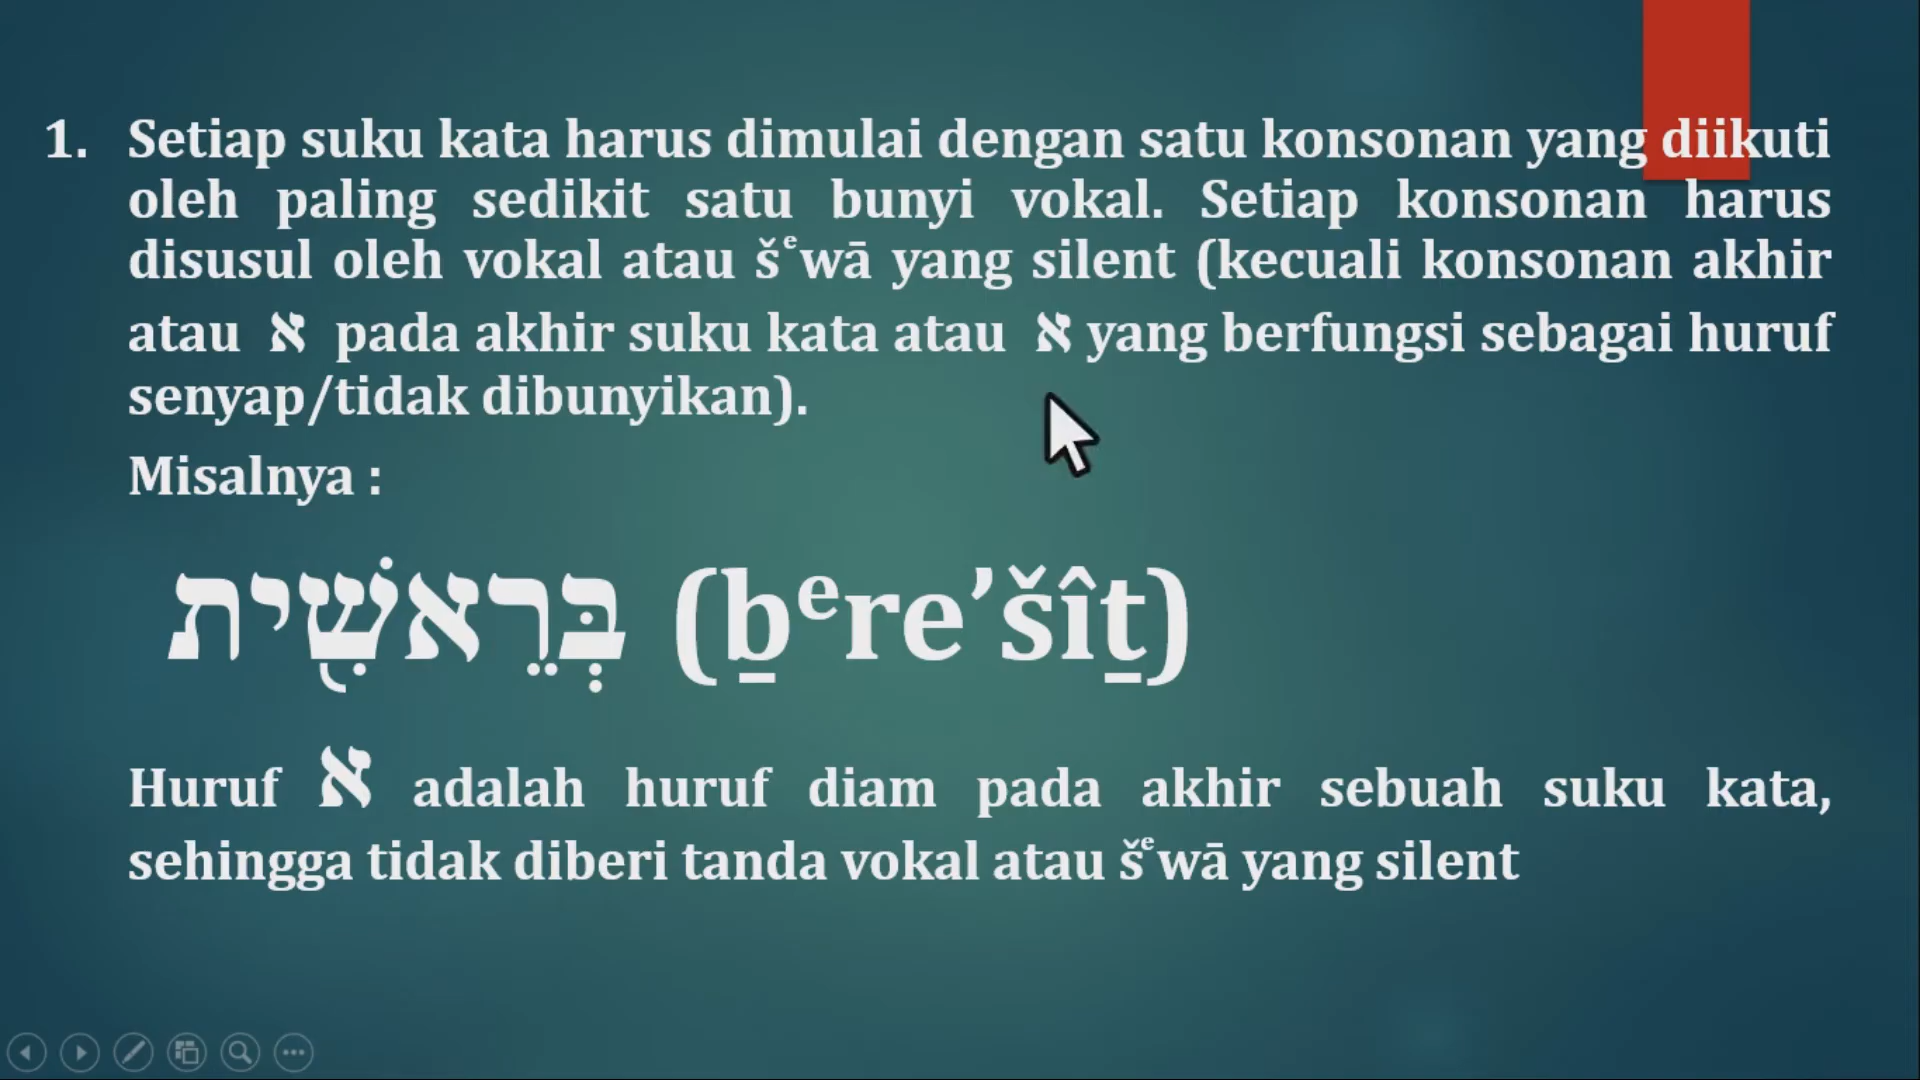 1. Setiap suku kata harus dimulai dengan satu konsonan yang diikuti
oleh paling sedikit satu bunyi vokal. Setiap konsonan harus
disusul oleh vokal atau šᵉwā yang silent (kecuali konsonan akhir
atau א pada akhir suku kata atau א yang berfungsi sebagai huruf
senyap/tidak dibunyikan).
Misalnya :
בְּרֵאשִׁ֖ית (ḇᵉre’šîṯ)
Huruf א adalah huruf diam pada akhir sebuah suku kata,
sehingga tidak diberi tanda vokal atau šᵉwā yang silent